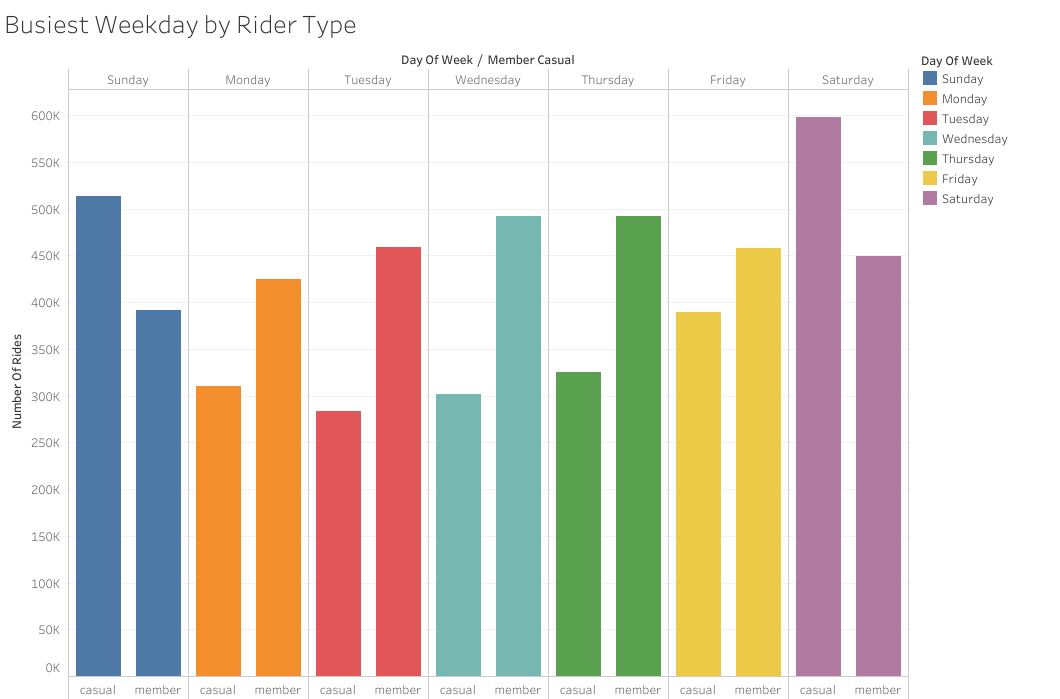 Busiest Weekday by Rider Type
Day Of Week / Member Casual
Sunday Monday Tuesday Wednesday Thursday Friday Saturday
Day Of Week
Sunday
Monday
Tuesday
Wednesday
Thursday
Friday
Saturday
Number Of Rides
600K
550K
500K
450K
400K
350K
300K
250K
200K
150K
100K
50K
0K
casual member casual member casual member casual member casual member casual member casual member